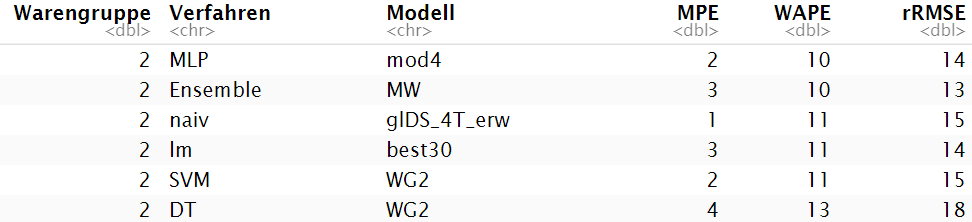 Warengruppe Verfahren Modell MPE WAPE rRMSE
<dbl> <chr> <chr> <dbl> <dbl> <dbl>
2 MLP mod4 2 10 14
2 Ensemble MW 3 10 13
2 naiv glDS_4T_erw 1 11 15
2 lm best30 3 11 14
2 SVM WG2 2 11 15
2 DT WG2 4 13 18